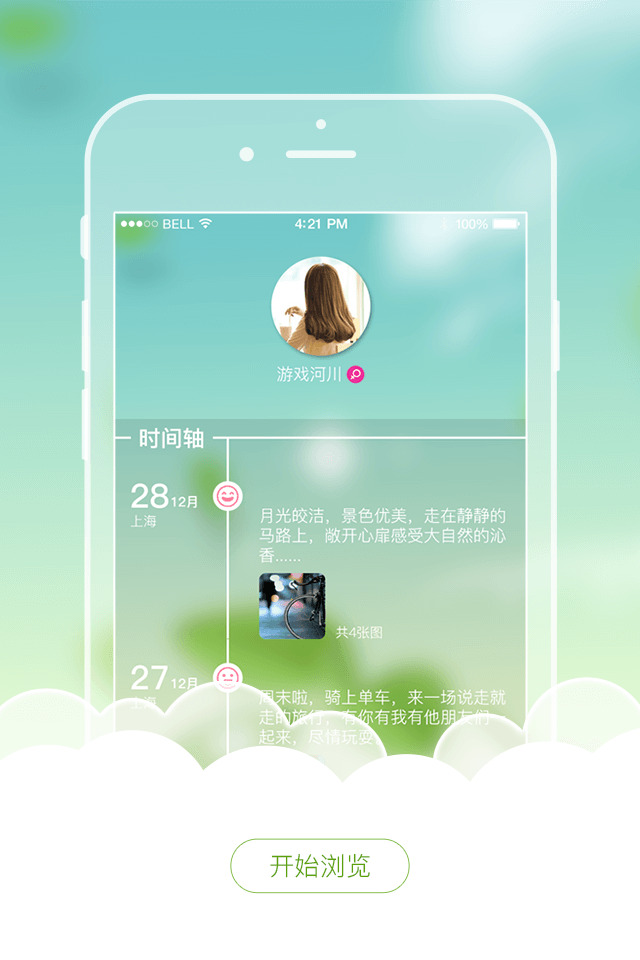 BELL 4:21 PM 100%
游戏河川
时间轴
28 12月
上海
月光皎洁，景色优美，走在静静的
马路上，敞开心扉感受大自然的沁
香......
共4张图
27 12月
上海
周末啦，骑上单车，来一场说走就
走的旅行，有你有我有他朋友们一
起来，尽情玩耍
开始浏览